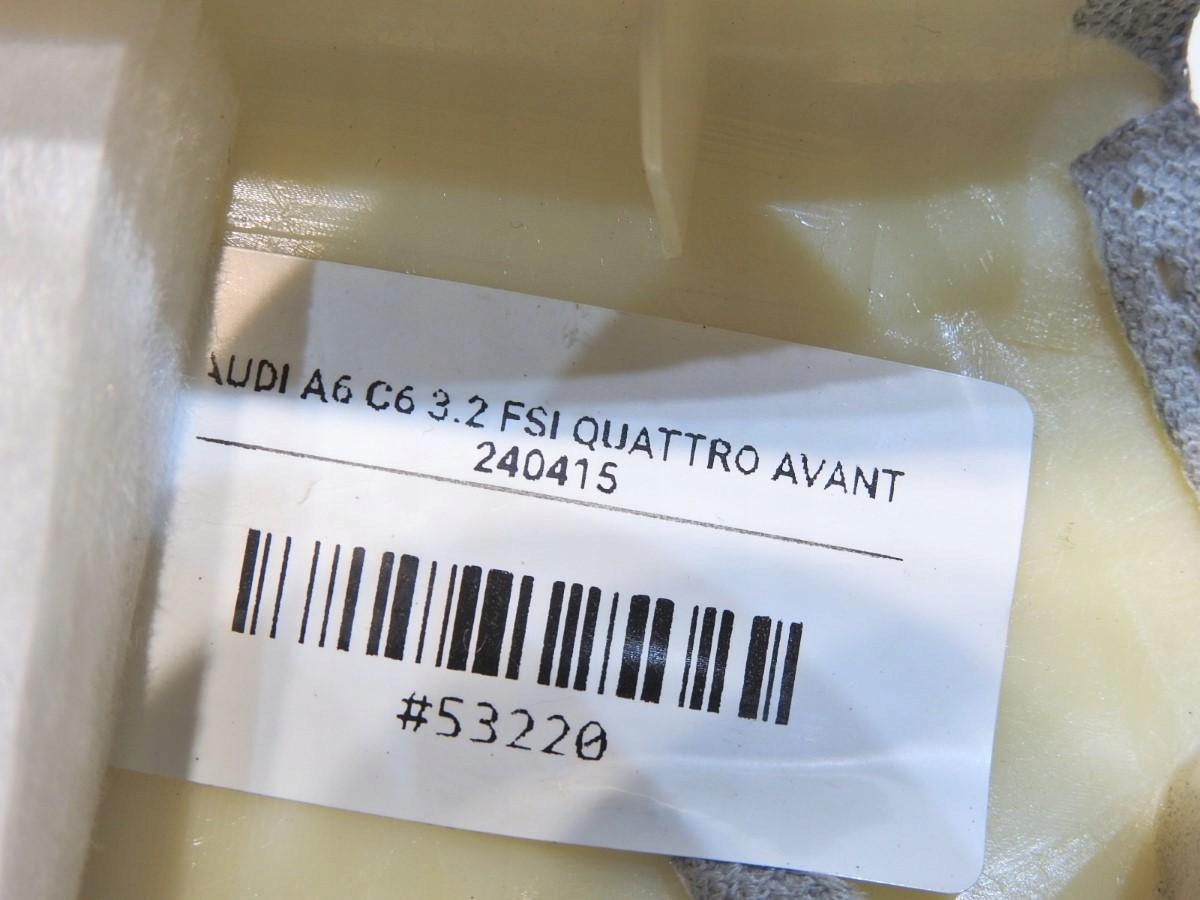 AUDI A6 C6 3.2 FSI QUATTRO AVANT
240415
#53220